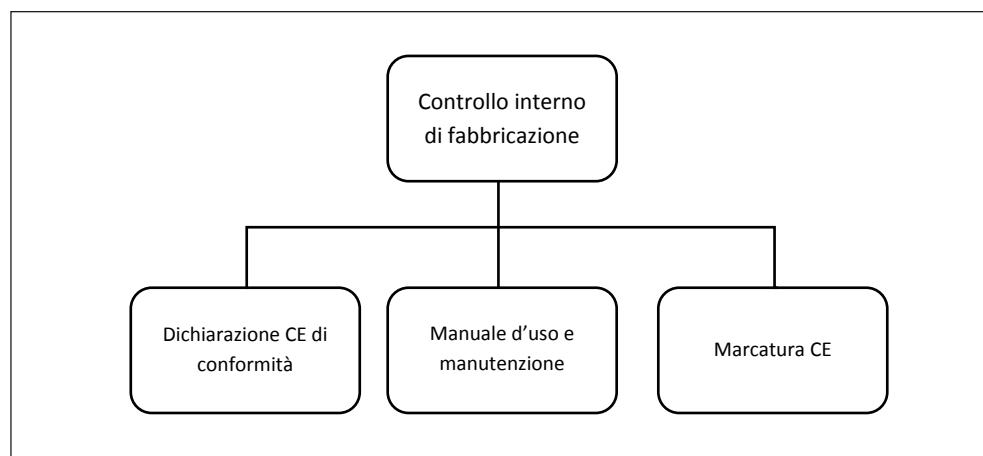 Controllo interno
di fabbricazione
Dichiarazione CE di
conformità
Manuale d’uso e
manutenzione
Marcatura CE